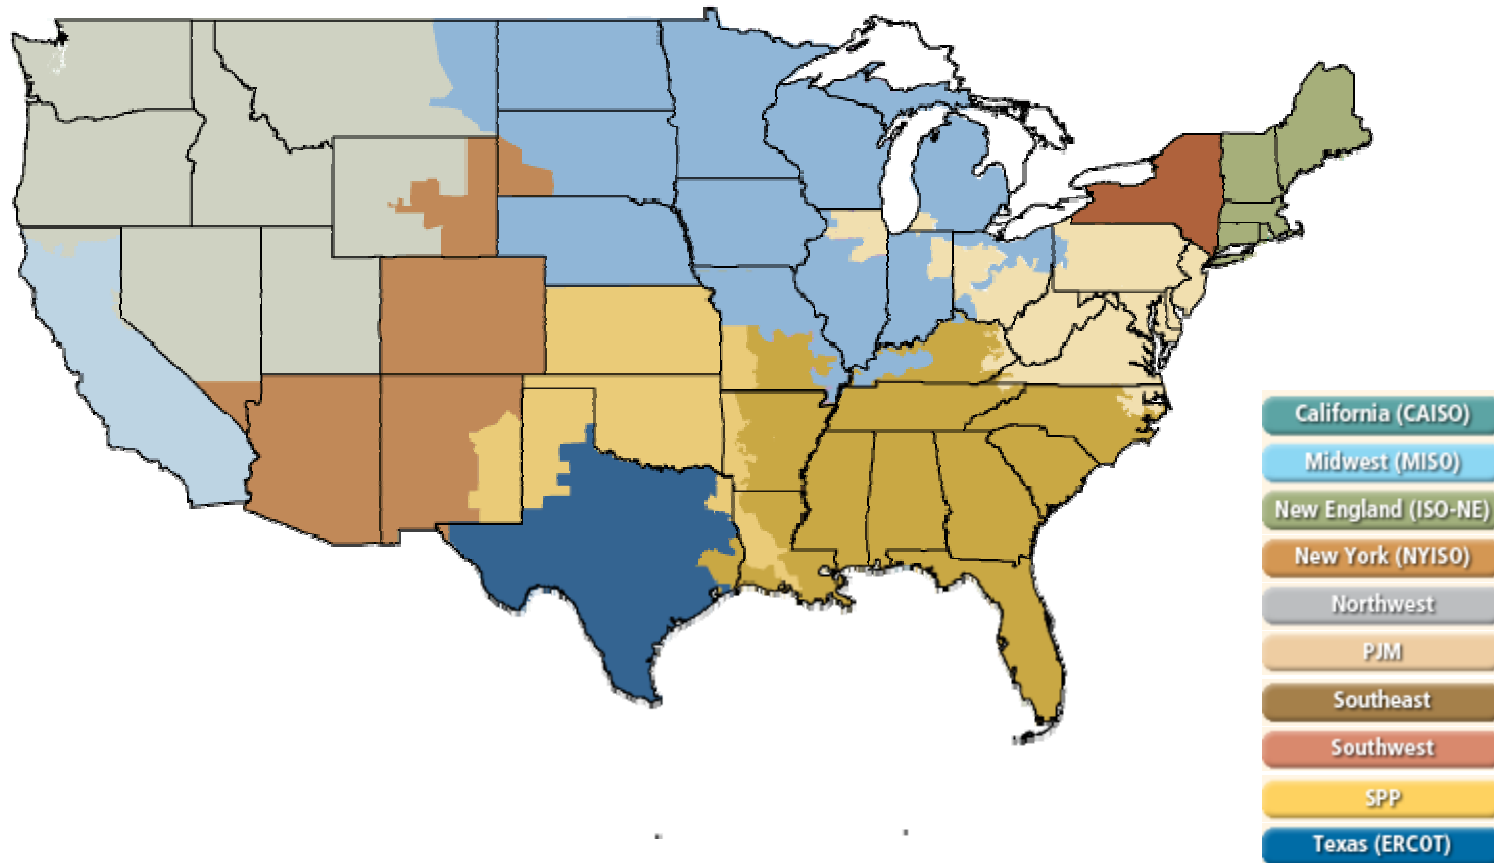 California (CAISO)
Midwest (MISO)
New England (ISO-NE)
New York (NYISO)
Northwest
PJM
Southeast
Southwest
SPP
Texas (ERCOT)